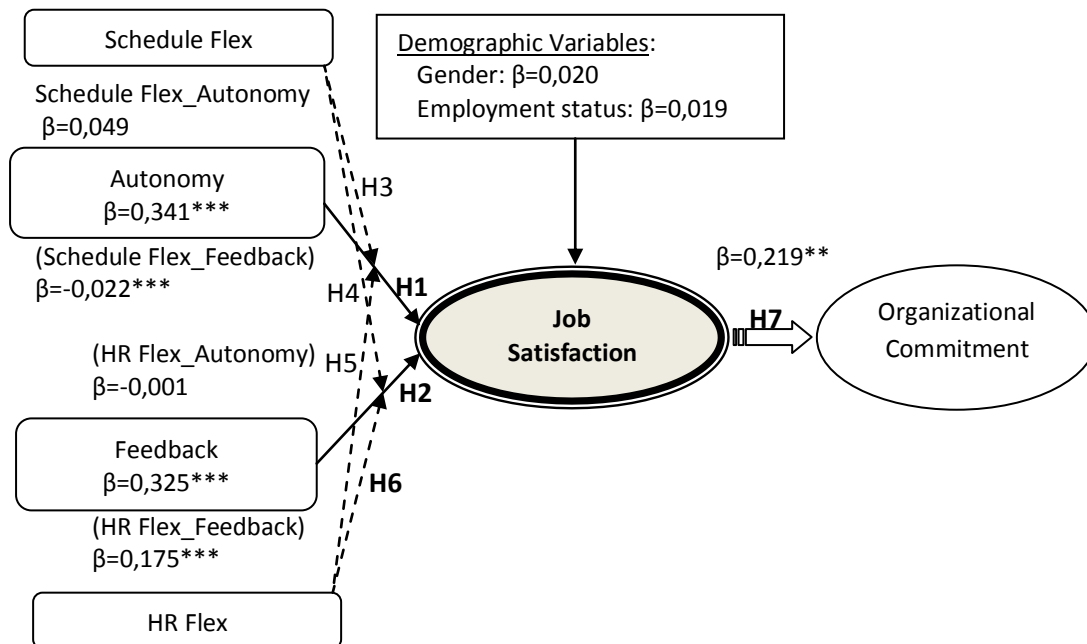 Schedule Flex
Demographic Variables:
Gender: β=0,020
Employment status: β=0,019
Schedule Flex_Autonomy
β=0,049
H3
Autonomy
β=0,341***
(Schedule Flex_Feedback)
β=-0,022***
H4
H1
β=0,219**
Job
Satisfaction
H7
Organizational
Commitment
(HR Flex_Autonomy)
β=-0,001
H5
H2
Feedback
β=0,325***
H6
(HR Flex_Feedback)
β=0,175***
HR Flex